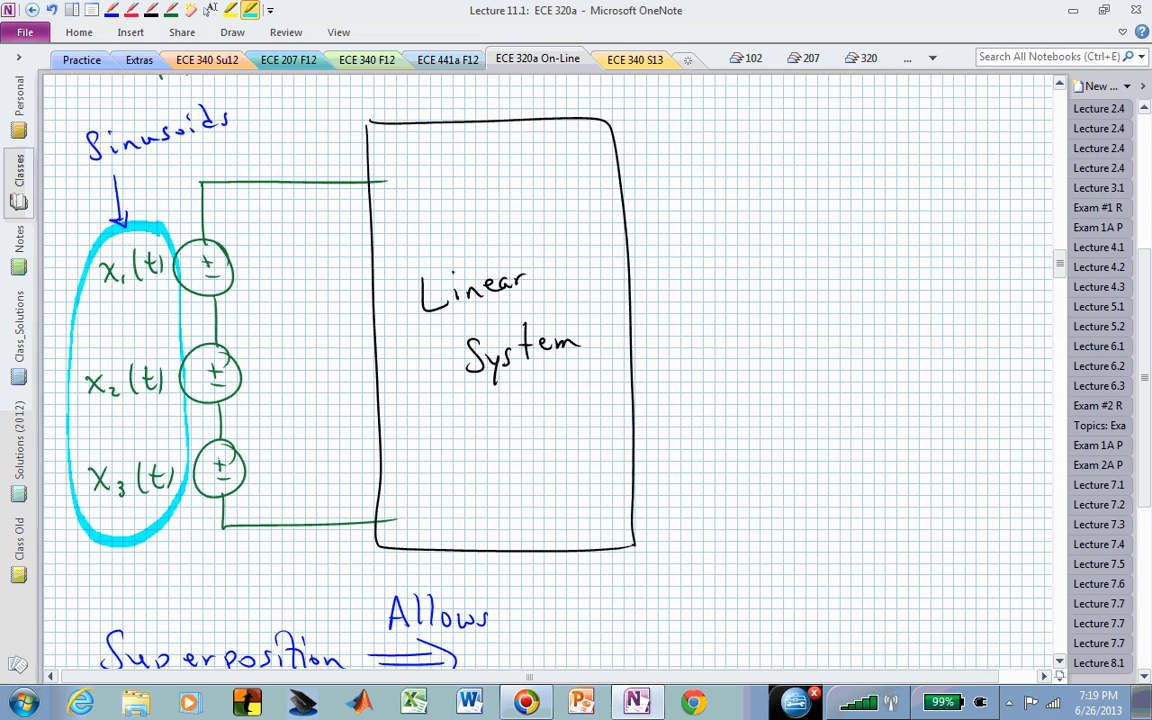 Lecture 11.1: ECE 320a - Microsoft OneNote
File Home Insert Share Draw Review View
Practice Extras ECE 340 Su12 ECE 207 F12 ECE 340 F12 ECE 441a F12 ECE 320a On-Line ECE 340 S13 102 207 320 ... Search All Notebooks (Ctrl+E)
Personal
Classes
Notes
Class_Solutions
Solutions (2012)
Class Old
Sinusoids
x₁(t) + −
x₂(t) + −
x₃(t) + −
Linear
System
Allows
Superposition
New ...
Lecture 2.4
Lecture 2.4
Lecture 2.4
Lecture 2.4
Lecture 3.1
Exam #1 R
Exam 1A P
Lecture 4.1
Lecture 4.2
Lecture 4.3
Lecture 5.1
Lecture 5.2
Lecture 6.1
Lecture 6.2
Lecture 6.3
Exam #2 R
Topics: Exa
Exam 1A P
Exam 2A P
Lecture 7.1
Lecture 7.2
Lecture 7.3
Lecture 7.4
Lecture 7.5
Lecture 7.6
Lecture 7.7
Lecture 7.7
Lecture 7.7
Lecture 8.1
99%
7:19 PM
6/26/2013